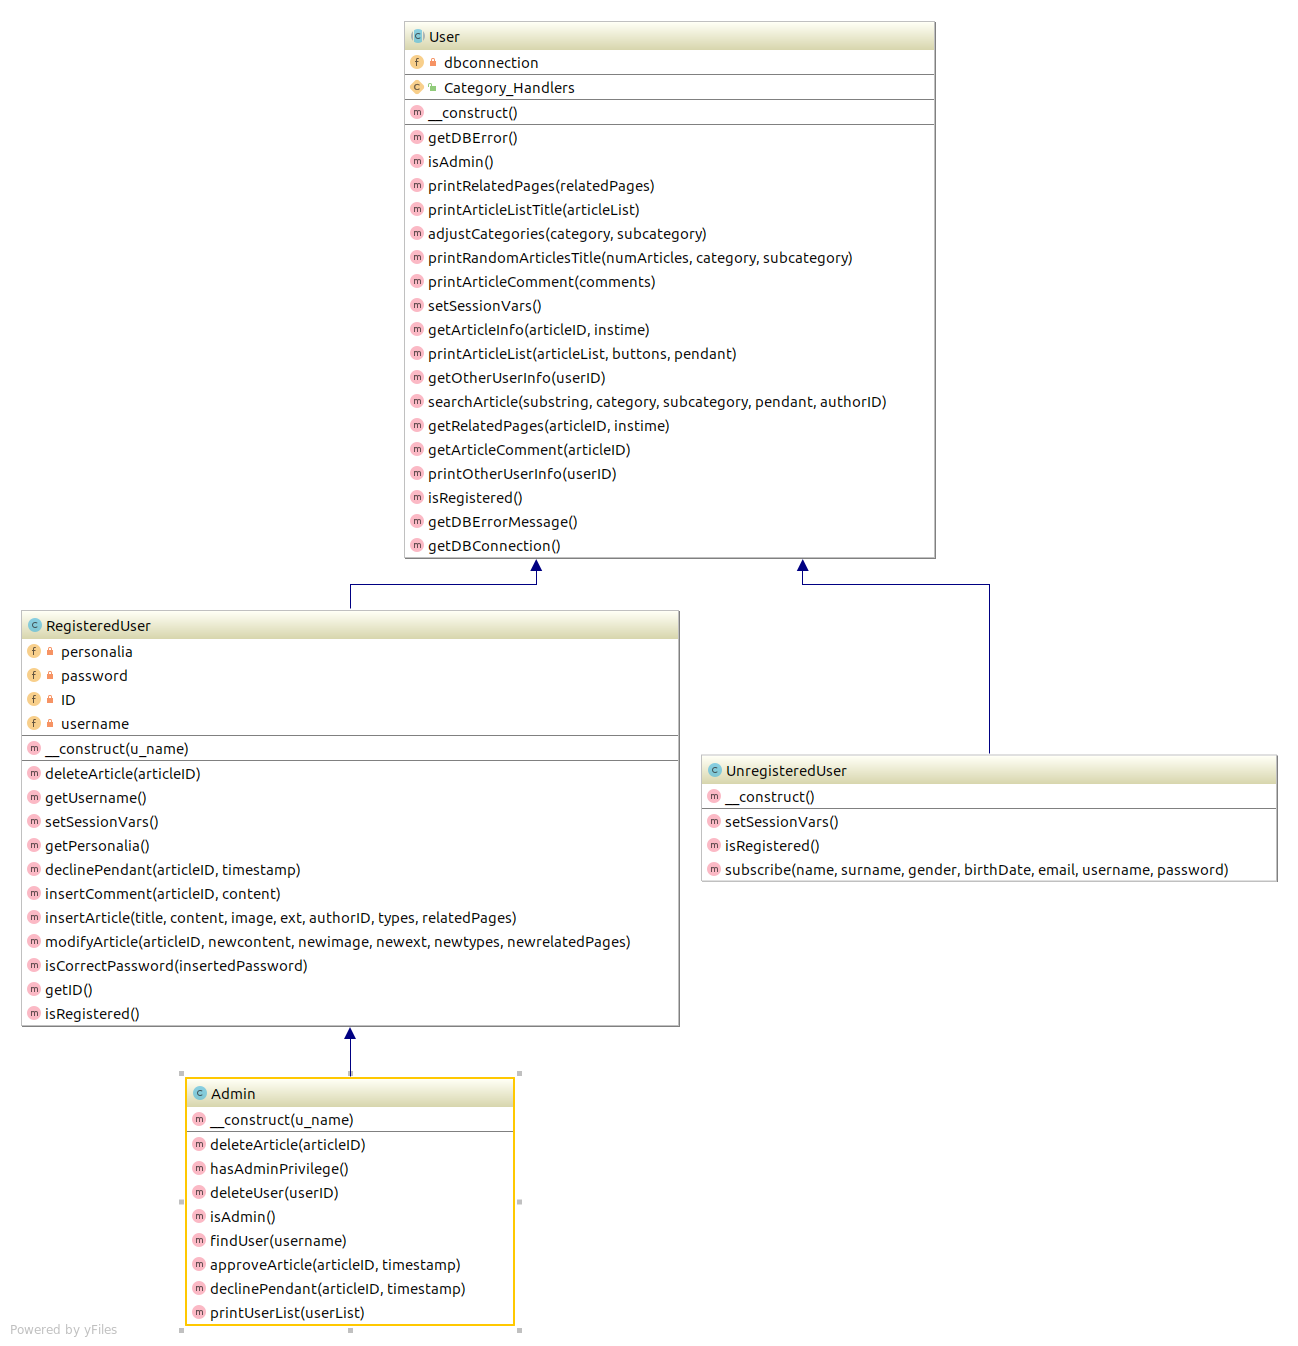 User
dbconnection
Category_Handlers
__construct()
getDBError()
isAdmin()
printRelatedPages(relatedPages)
printArticleListTitle(articleList)
adjustCategories(category, subcategory)
printRandomArticlesTitle(numArticles, category, subcategory)
printArticleComment(comments)
setSessionVars()
getArticleInfo(articleID, instime)
printArticleList(articleList, buttons, pendant)
getOtherUserInfo(userID)
searchArticle(substring, category, subcategory, pendant, authorID)
getRelatedPages(articleID, instime)
getArticleComment(articleID)
printOtherUserInfo(userID)
isRegistered()
getDBErrorMessage()
getDBConnection()
RegisteredUser
personalia
password
ID
username
__construct(u_name)
deleteArticle(articleID)
getUsername()
setSessionVars()
getPersonalia()
declinePendant(articleID, timestamp)
insertComment(articleID, content)
insertArticle(title, content, image, ext, authorID, types, relatedPages)
modifyArticle(articleID, newcontent, newimage, newext, newtypes, newrelatedPages)
isCorrectPassword(insertedPassword)
getID()
isRegistered()
UnregisteredUser
__construct()
setSessionVars()
isRegistered()
subscribe(name, surname, gender, birthDate, email, username, password)
Admin
__construct(u_name)
deleteArticle(articleID)
hasAdminPrivilege()
deleteUser(userID)
isAdmin()
findUser(username)
approveArticle(articleID, timestamp)
declinePendant(articleID, timestamp)
printUserList(userList)
Powered by yFiles